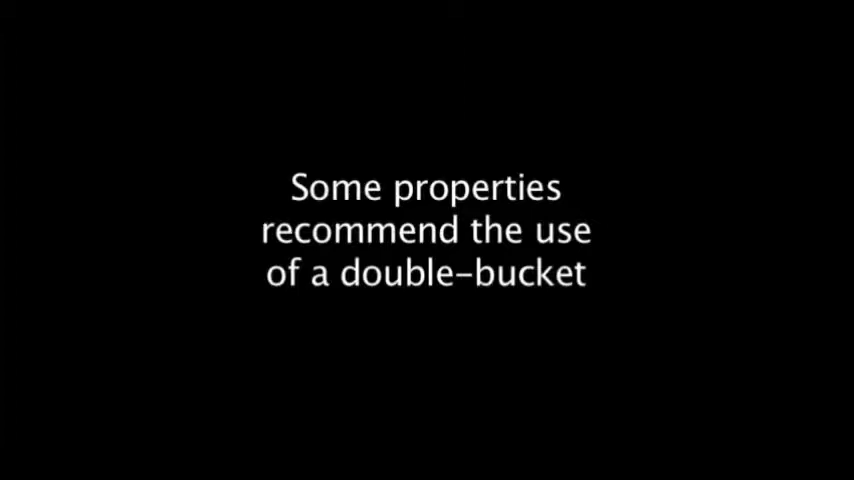 Some properties
recommend the use
of a double-bucket